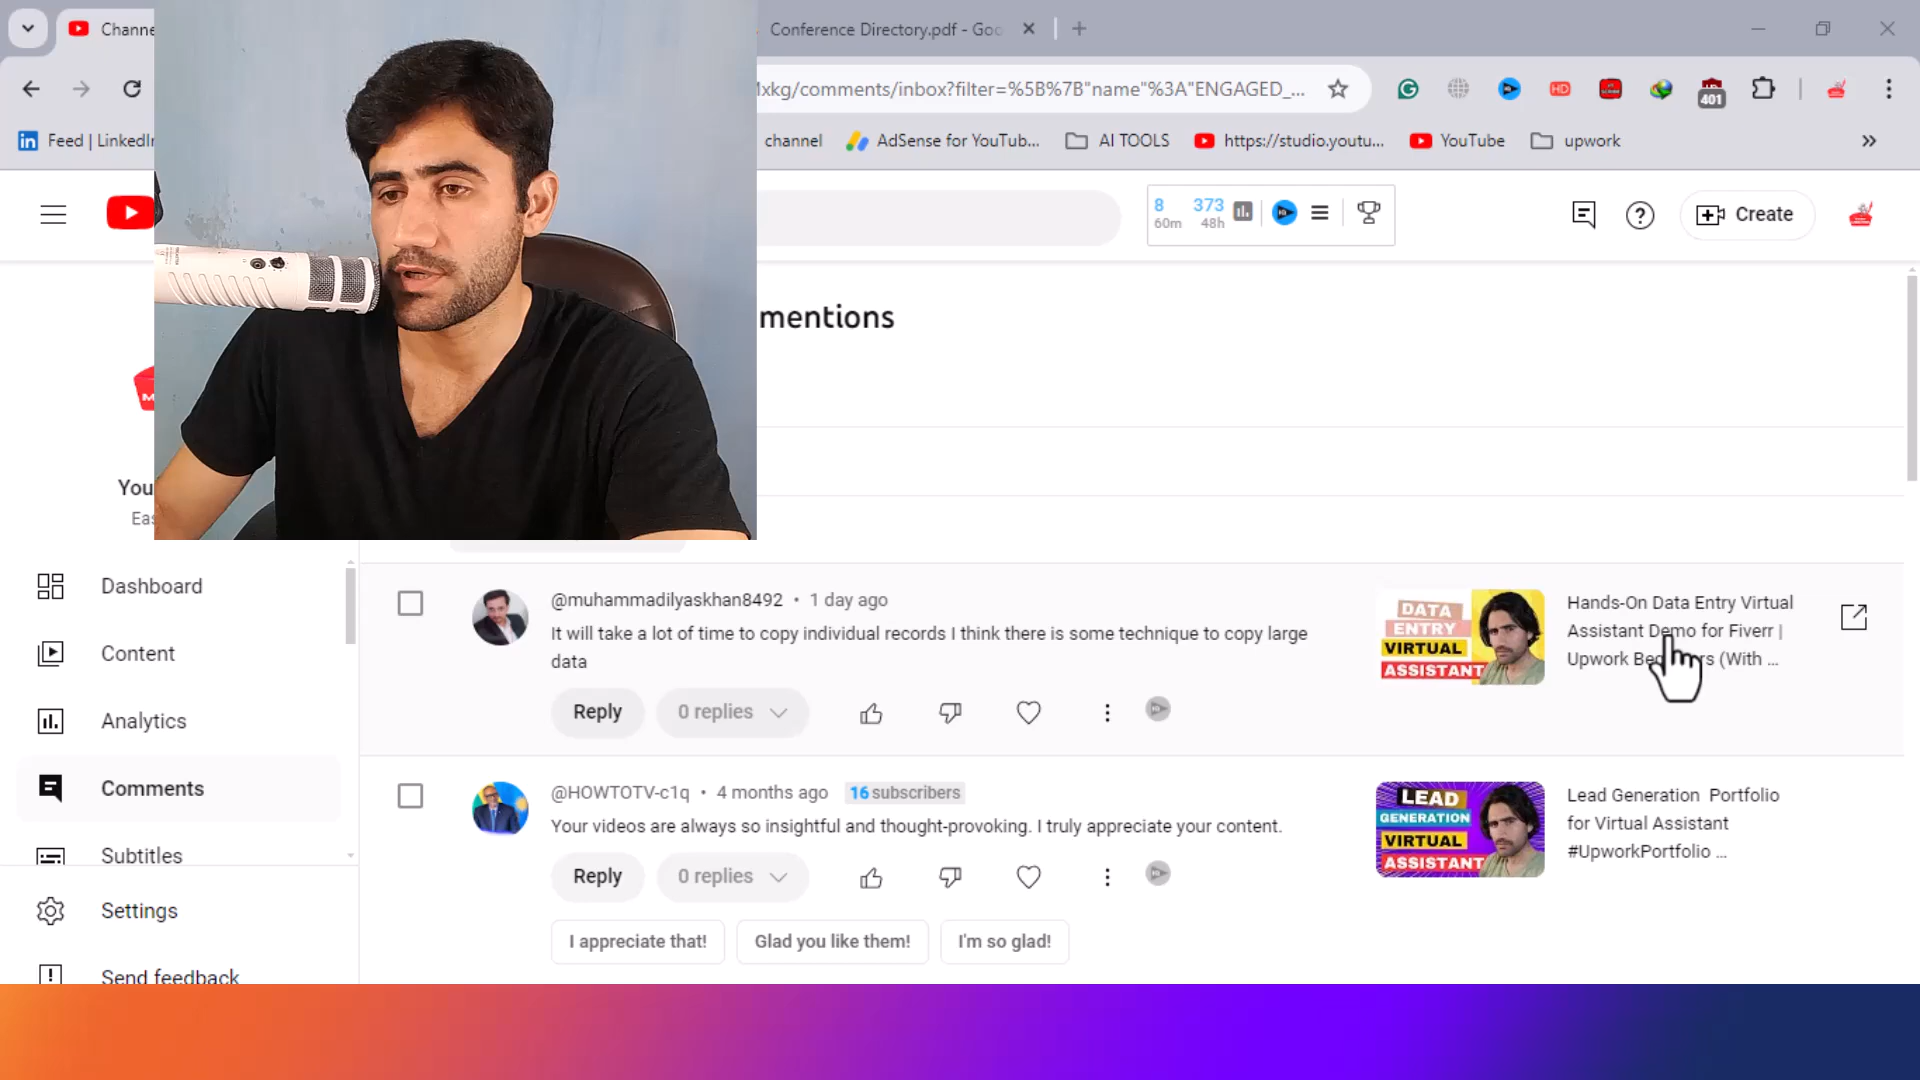 Channe
Conference Directory.pdf - Goo
xkg/comments/inbox?filter=%5B%7B"name"%3A"ENGAGED_...
HD
401
Feed | LinkedIn
channel
AdSense for YouTub...
AI TOOLS
https://studio.youtu...
YouTube
upwork
8
60m
373
48h
Create
mentions
You
Eas
Dashboard
Content
Analytics
Comments
Subtitles
Settings
Send feedback
@muhammadilyaskhan8492 • 1 day ago
It will take a lot of time to copy individual records I think there is some technique to copy large
data
Reply
0 replies
DATA
ENTRY
VIRTUAL
ASSISTANT
Hands-On Data Entry Virtual
Assistant Demo for Fiverr |
Upwork (With ...
@HOWTOTV-c1q • 4 months ago
16 subscribers
Your videos are always so insightful and thought-provoking. I truly appreciate your content.
Reply
0 replies
I appreciate that!
Glad you like them!
I'm so glad!
LEAD
GENERATION
VIRTUAL
ASSISTANT
Lead Generation Portfolio
for Virtual Assistant
#UpworkPortfolio ...